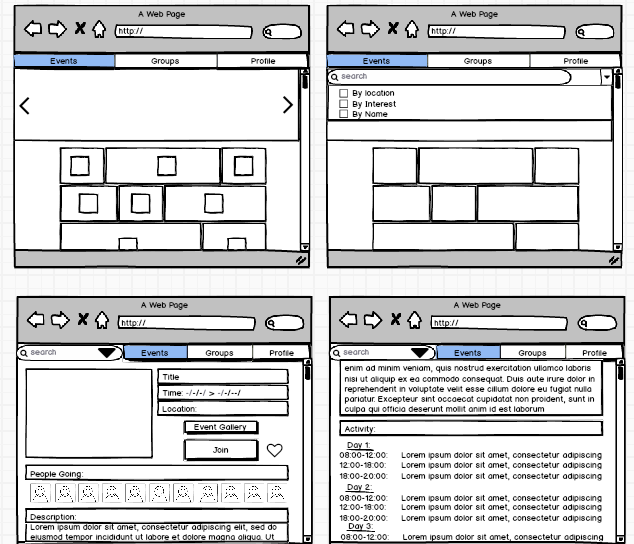 A Web Page
http://
Events Groups Profile
A Web Page
http://
Events Groups Profile
search
By location
By Interest
By Name
A Web Page
http://
search Events Groups Profile
Title
Time: -/-/-/ > -/-/--/
Location:
Event Gallery
Join
People Going:
Description:
Lorem ipsum dolor sit amet, consectetur adipiscing elit, sed do
eiusmod tempor incididunt ut labore et dolore magna aliqua. Ut
A Web Page
http://
search Events Groups Profile
enim ad minim veniam, quis nostrud exercitation ullamco laboris
nisi ut aliquip ex ea commodo consequat. Duis aute irure dolor in
reprehenderit in voluptate velit esse cillum dolore eu fugiat nulla
pariatur. Excepteur sint occaecat cupidatat non proident, sunt in
culpa qui officia deserunt mollit anim id est laborum
Activity:
Day 1:
08:00-12:00: Lorem ipsum dolor sit amet, consectetur adipiscing
12:00-18:00: Lorem ipsum dolor sit amet, consectetur adipiscing
18:00-20:00: Lorem ipsum dolor sit amet, consectetur adipiscing
Day 2:
08:00-12:00: Lorem ipsum dolor sit amet, consectetur adipiscing
12:00-18:00: Lorem ipsum dolor sit amet, consectetur adipiscing
18:00-20:00: Lorem ipsum dolor sit amet, consectetur adipiscing
Day 3:
08:00-12:00: Lorem ipsum dolor sit amet, consectetur adipiscing